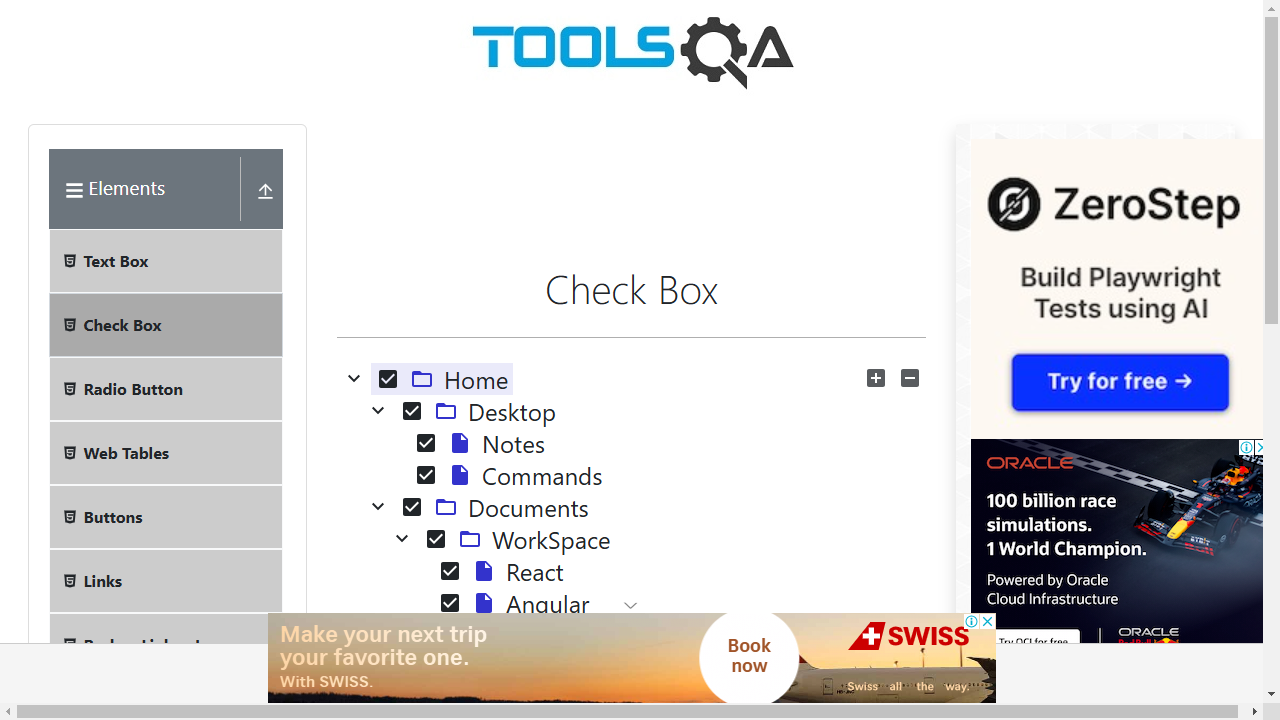 TOOLSQA
Elements
Text Box
Check Box
Radio Button
Web Tables
Buttons
Links
Check Box
Home
Desktop
Notes
Commands
Documents
WorkSpace
React
Angular
ZeroStep
Build Playwright
Tests using AI
Try for free →
ORACLE
100 billion race
simulations.
1 World Champion.
Powered by Oracle
Cloud Infrastructure
Try OCI for free
ORACLE
Make your next trip
your favorite one.
With SWISS.
Book
now
SWISS
Swiss all the way.